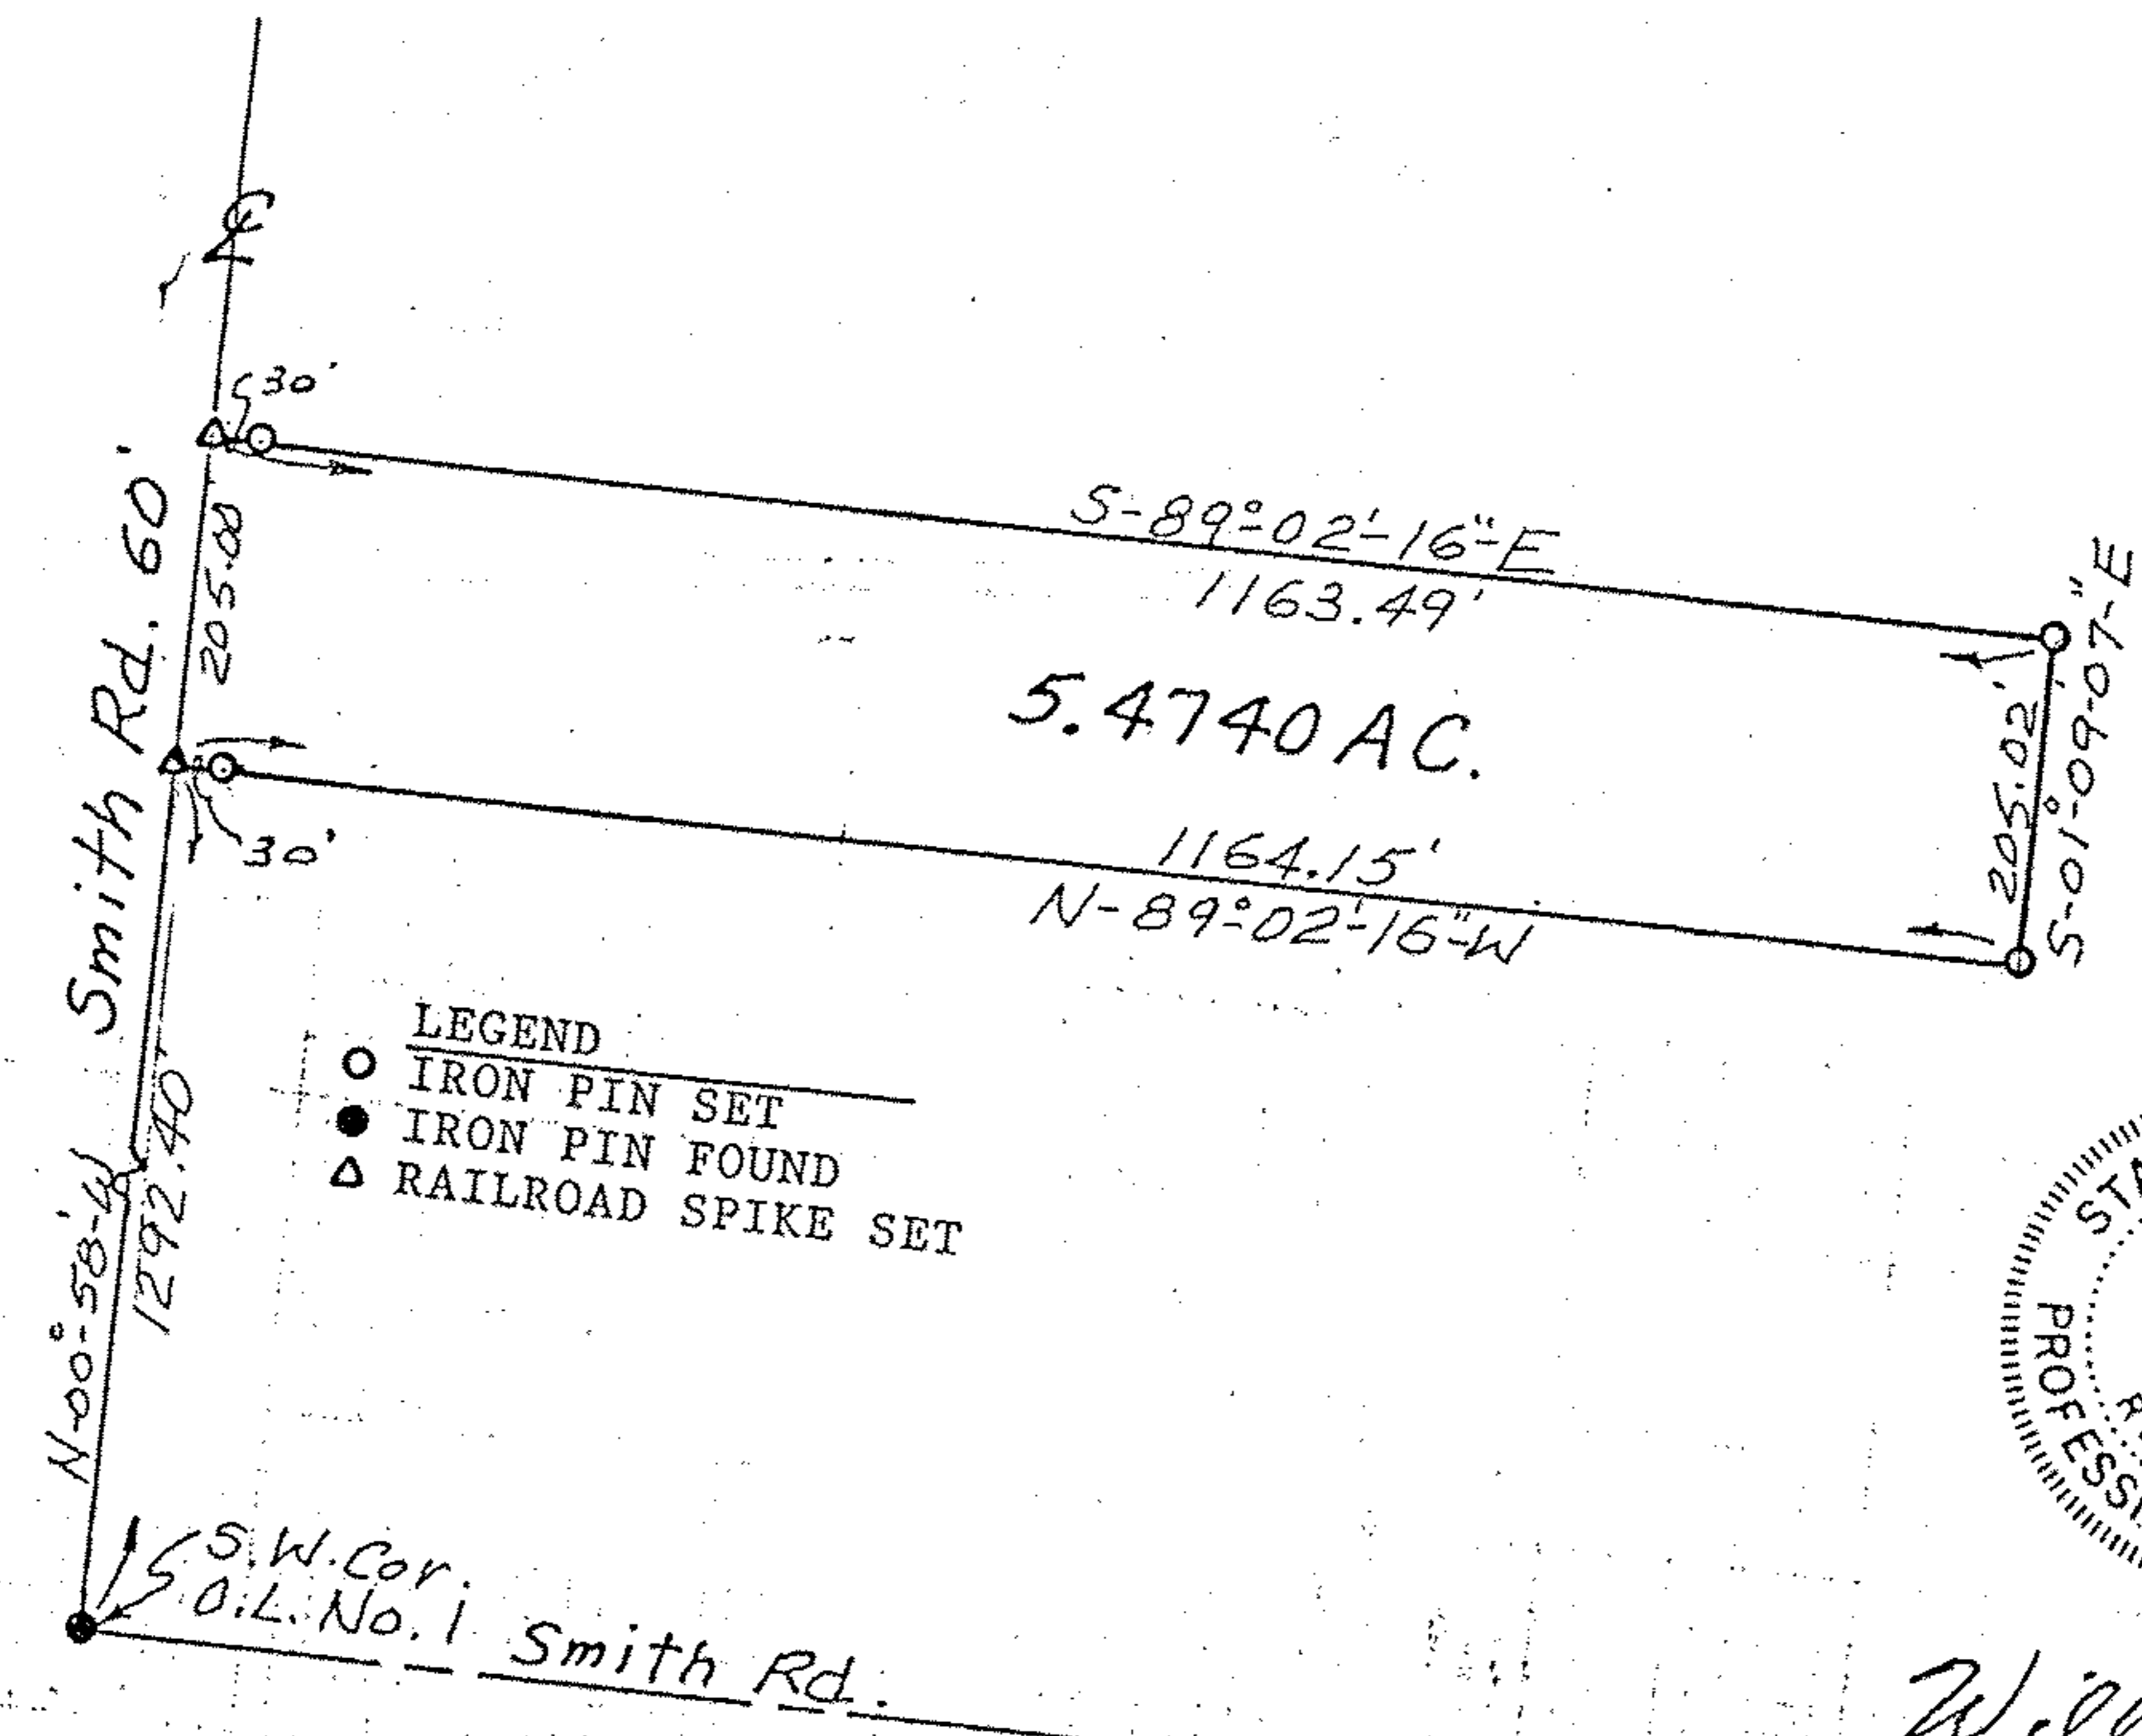 ℄
30'
S-89°-02'-16"-E
1163.49'
205.00
Smith Rd. 60'
5.4740 AC.
205.02'
S-01°-09'-07"-E
30'
1164.15'
N-89°-02'-16"-W
LEGEND
IRON PIN SET
IRON PIN FOUND
RAILROAD SPIKE SET
1292.40'
N-00°-58'-W
S.W. Cor.
O.L. No. 1
Smith Rd.
STA
PROFESS